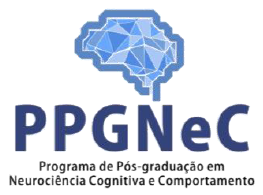 PPGNeC
Programa de Pós-graduação em
Neurociência Cognitiva e Comportamento